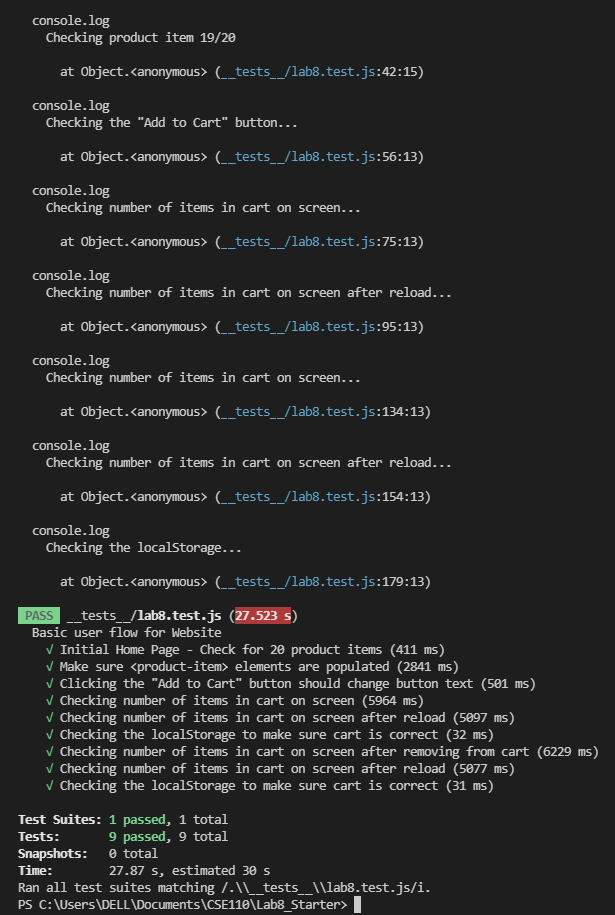 console.log
Checking product item 19/20
at Object.<anonymous> (__tests__/lab8.test.js:42:15)
console.log
Checking the "Add to Cart" button...
at Object.<anonymous> (__tests__/lab8.test.js:56:13)
console.log
Checking number of items in cart on screen...
at Object.<anonymous> (__tests__/lab8.test.js:75:13)
console.log
Checking number of items in cart on screen after reload...
at Object.<anonymous> (__tests__/lab8.test.js:95:13)
console.log
Checking number of items in cart on screen...
at Object.<anonymous> (__tests__/lab8.test.js:134:13)
console.log
Checking number of items in cart on screen after reload...
at Object.<anonymous> (__tests__/lab8.test.js:154:13)
console.log
Checking the localStorage...
at Object.<anonymous> (__tests__/lab8.test.js:179:13)
PASS __tests__/lab8.test.js (27.523 s)
Basic user flow for Website
√ Initial Home Page - Check for 20 product items (411 ms)
√ Make sure <product-item> elements are populated (2841 ms)
√ Clicking the "Add to Cart" button should change button text (501 ms)
√ Checking number of items in cart on screen (5964 ms)
√ Checking number of items in cart on screen after reload (5097 ms)
√ Checking the localStorage to make sure cart is correct (32 ms)
√ Checking number of items in cart on screen after removing from cart (6229 ms)
√ Checking number of items in cart on screen after reload (5077 ms)
√ Checking the localStorage to make sure cart is correct (31 ms)
Test Suites: 1 passed, 1 total
Tests: 9 passed, 9 total
Snapshots: 0 total
Time: 27.87 s, estimated 30 s
Ran all test suites matching /.\\__tests__\\lab8.test.js/i.
PS C:\Users\DELL\Documents\CSE110\Lab8_Starter>